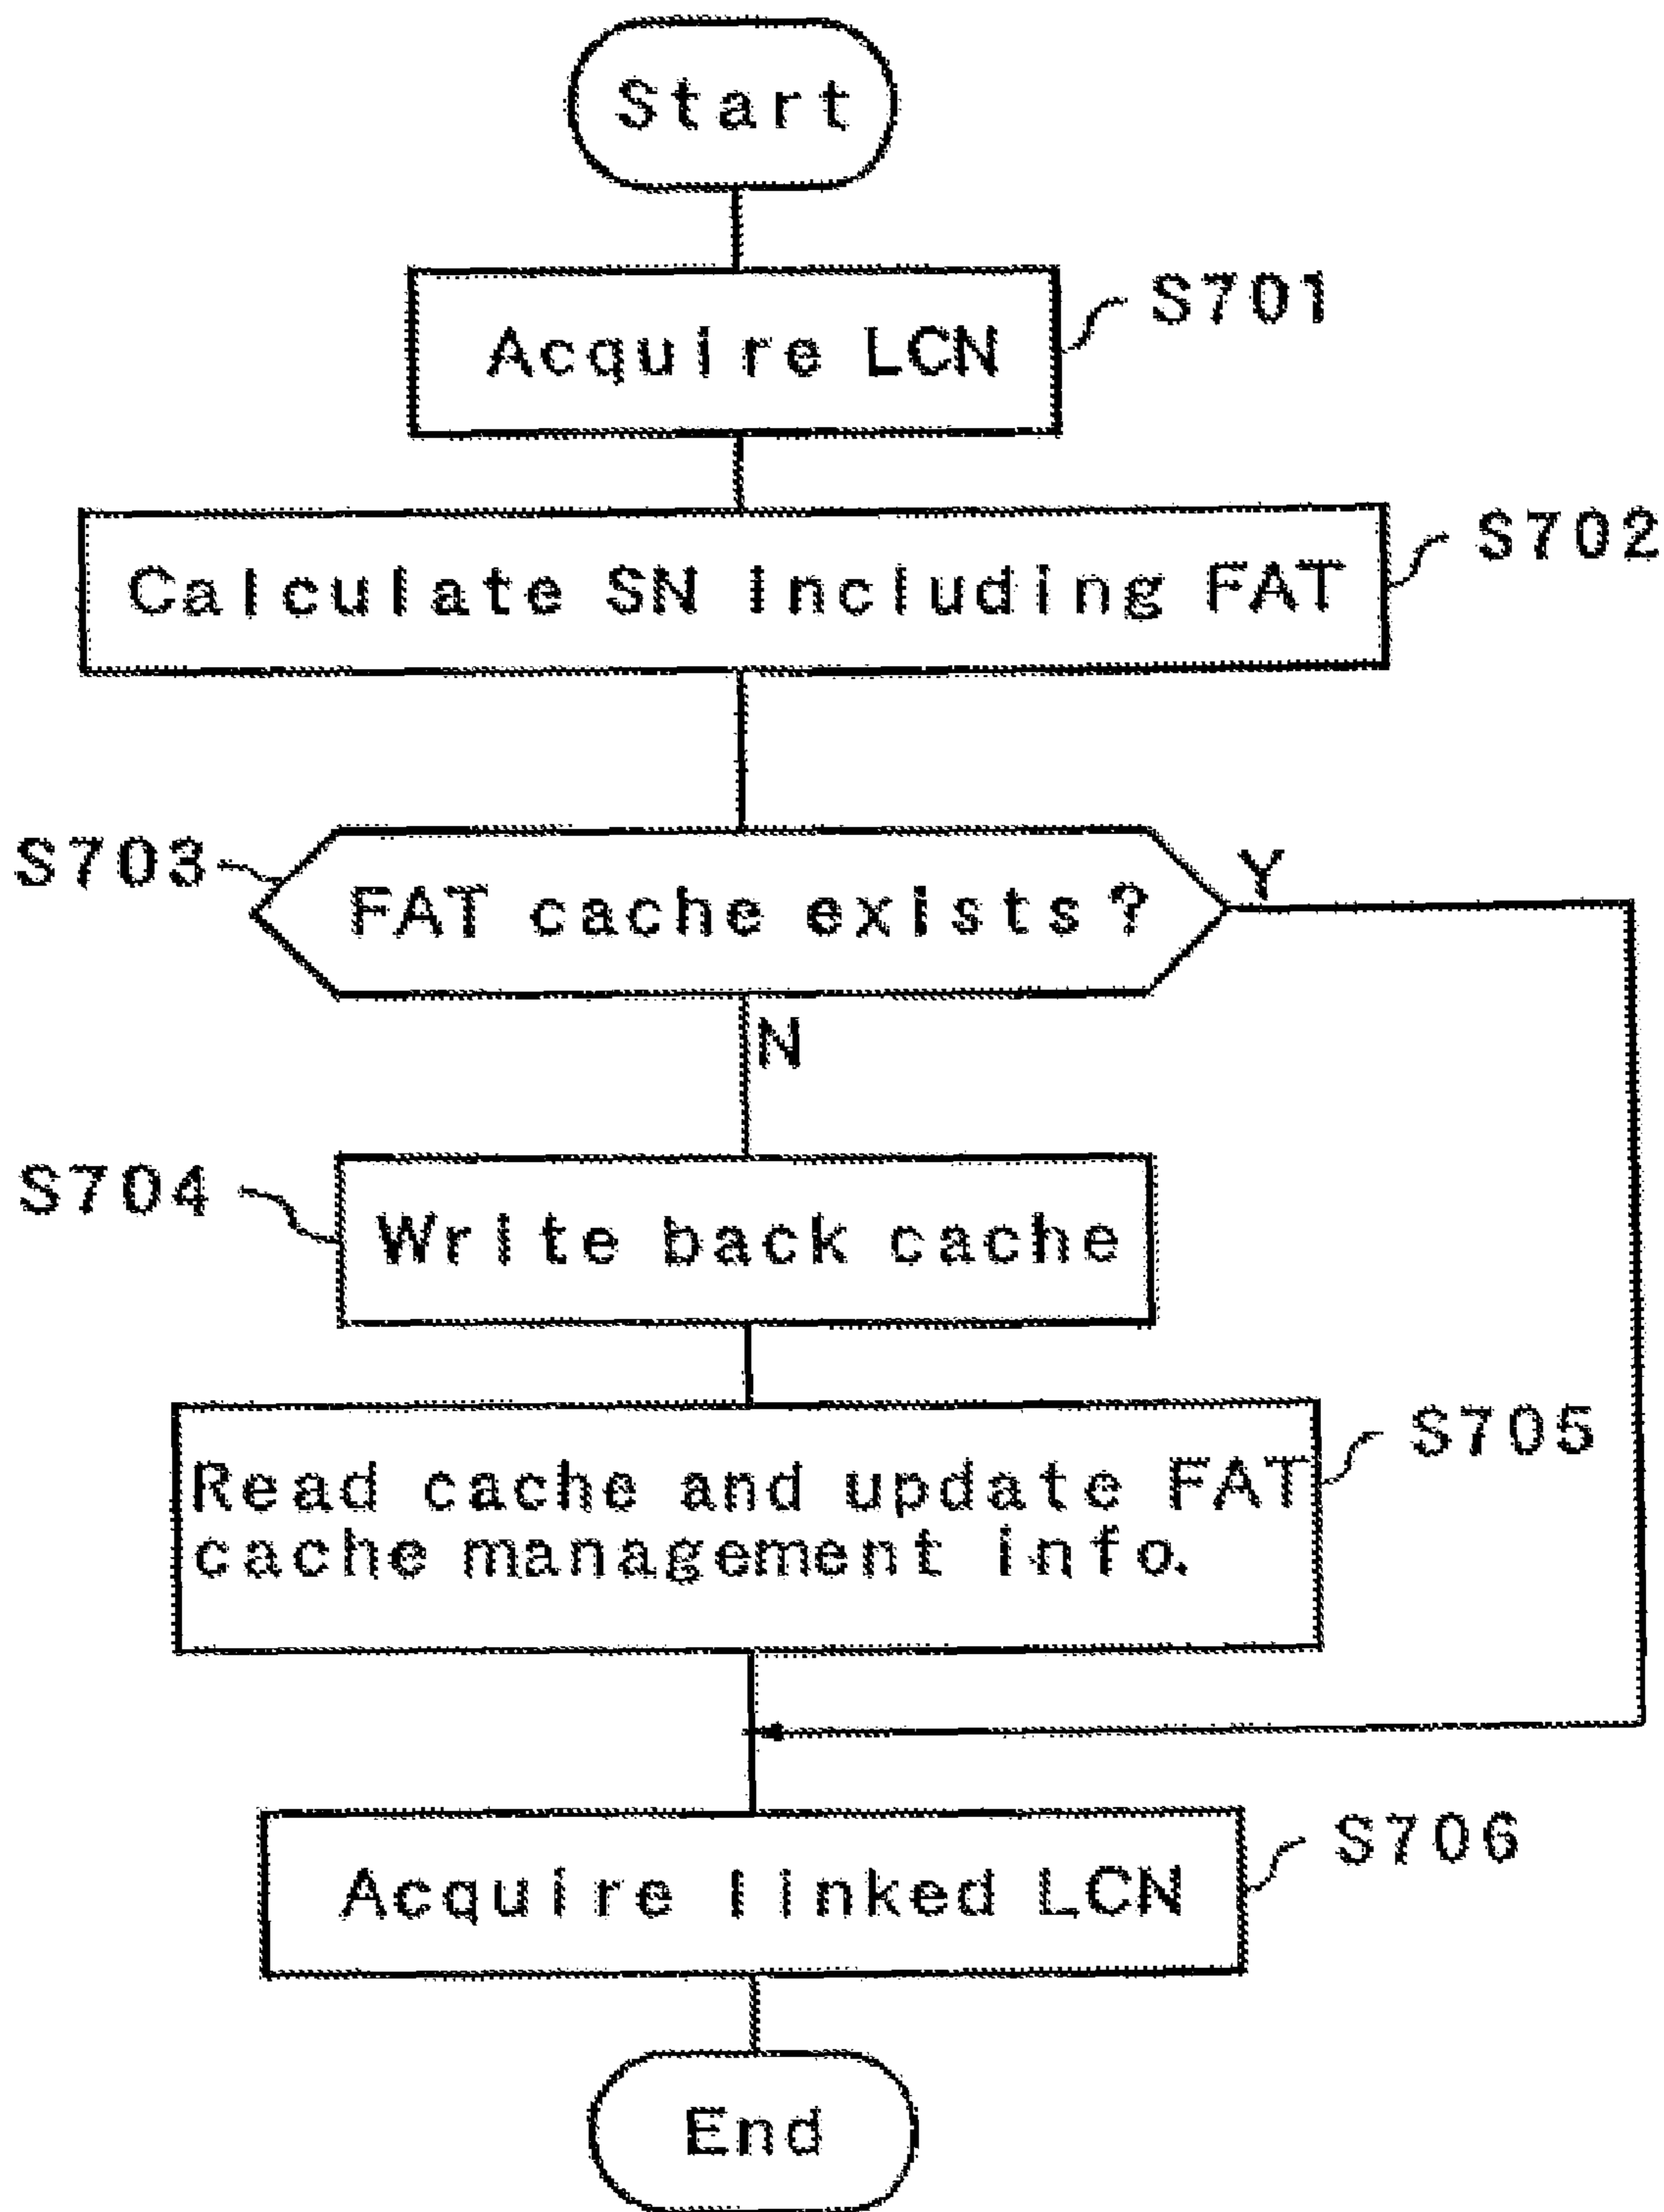 Start
Acquire LCN
S701
Calculate SN including FAT
S702
S703
FAT cache exists?
Y
N
S704
Write back cache
Read cache and update FAT
cache management info.
S705
Acquire linked LCN
S706
End